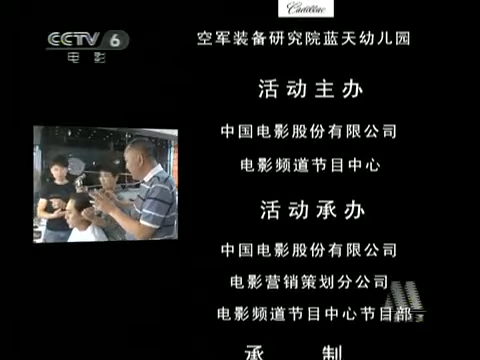 Cadillac
CCTV 6
电影
空军装备研究院蓝天幼儿园
活动主办
中国电影股份有限公司
电影频道节目中心
活动承办
中国电影股份有限公司
电影营销策划分公司
电影频道节目中心节目部
承 制